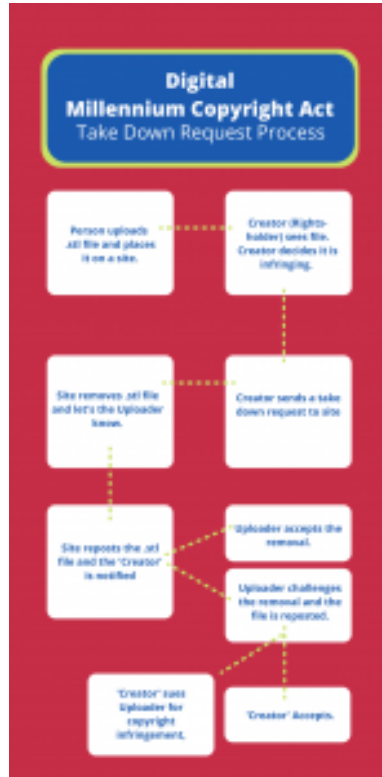 Digital
Millennium Copyright Act
Take Down Request Process
Person uploads
.stl file and places
it on a site.
Creator (Rights-
holder) sees file.
Creator decides it is
infringing.
Site removes .stl file
and let's the Uploader
know.
Creator sends a take
down request to site
Site reposts the .stl
file and the 'Creator'
is notified
Uploader accepts the
removal.
Uploader challenges
the removal and the
file is reposted.
'Creator' sues
Uploader for
copyright
infringement.
'Creator' Accepts.